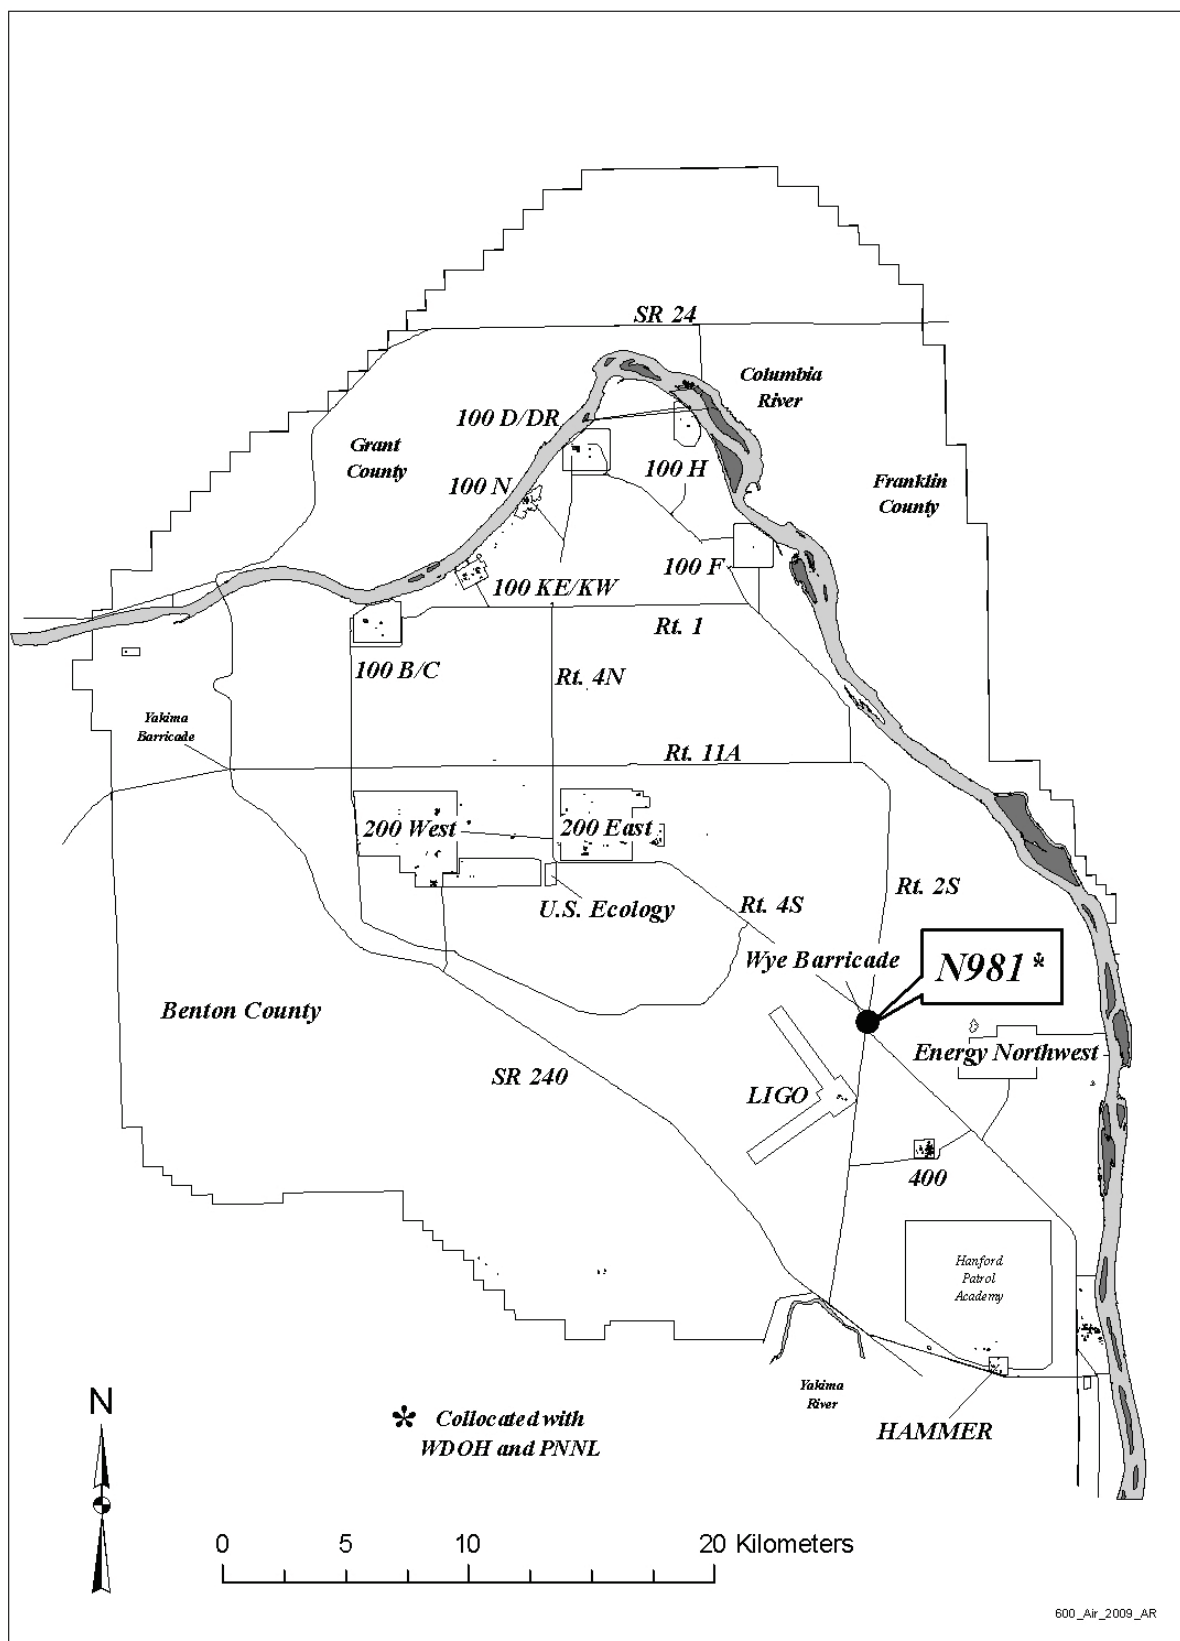 SR 24
Columbia
River
100 D/DR
Grant
County
100 H
100 N
Franklin
County
100 F
100 KE/KW
Rt. 1
100 B/C
Rt. 4N
Yakima
Barricade
Rt. 11A
200 West
200 East
Rt. 2S
U.S. Ecology
Rt. 4S
Wye Barricade
N981*
Benton County
Energy Northwest
SR 240
LIGO
400
Hanford
Patrol
Academy
Yakima
River
HAMMER
N
* Collocated with
WDOH and PNNL
0 5 10 20 Kilometers
600_Air_2009_AR